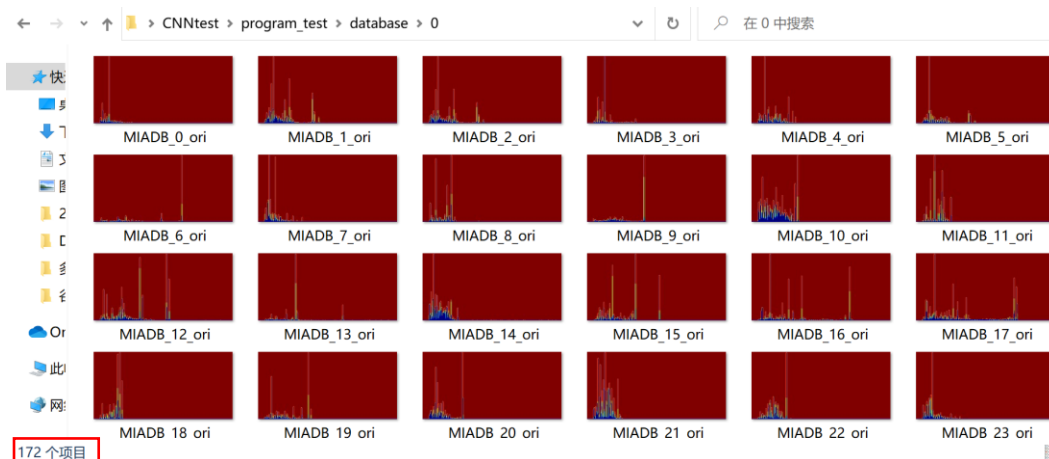 CNNtest > program_test > database > 0
在 0 中搜索
MIADB_0_ori MIADB_1_ori MIADB_2_ori MIADB_3_ori MIADB_4_ori MIADB_5_ori
MIADB_6_ori MIADB_7_ori MIADB_8_ori MIADB_9_ori MIADB_10_ori MIADB_11_ori
MIADB_12_ori MIADB_13_ori MIADB_14_ori MIADB_15_ori MIADB_16_ori MIADB_17_ori
MIADB_18_ori MIADB_19_ori MIADB_20_ori MIADB_21_ori MIADB_22_ori MIADB_23_ori
快
2
Or
此
网
172 个项目